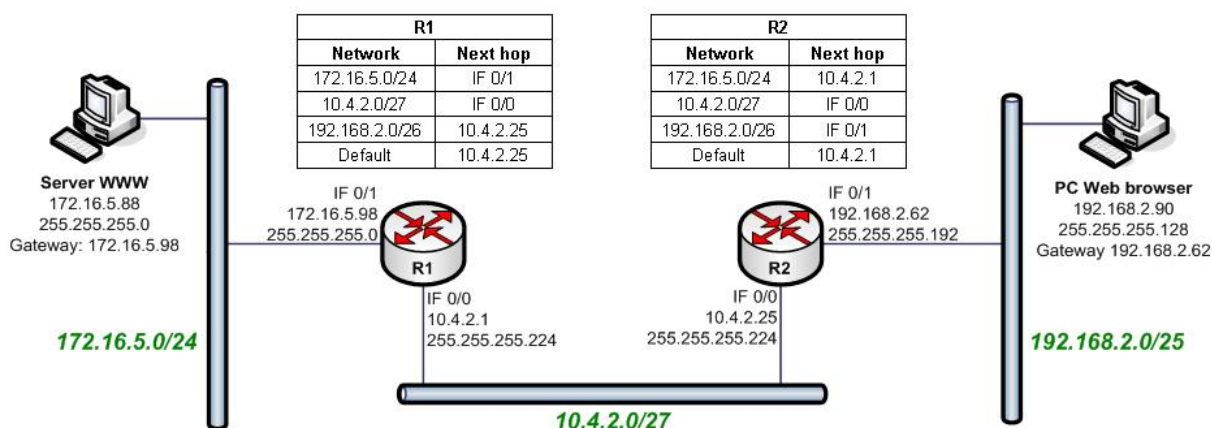 R1
Network Next hop
172.16.5.0/24 IF 0/1
10.4.2.0/27 IF 0/0
192.168.2.0/26 10.4.2.25
Default 10.4.2.25
R2
Network Next hop
172.16.5.0/24 10.4.2.1
10.4.2.0/27 IF 0/0
192.168.2.0/26 IF 0/1
Default 10.4.2.1
Server WWW
172.16.5.88
255.255.255.0
Gateway: 172.16.5.98
IF 0/1
172.16.5.98
255.255.255.0
R1
IF 0/0
10.4.2.1
255.255.255.224
IF 0/1
192.168.2.62
255.255.255.192
R2
IF 0/0
10.4.2.25
255.255.255.224
PC Web browser
192.168.2.90
255.255.255.128
Gateway 192.168.2.62
172.16.5.0/24
192.168.2.0/25
10.4.2.0/27